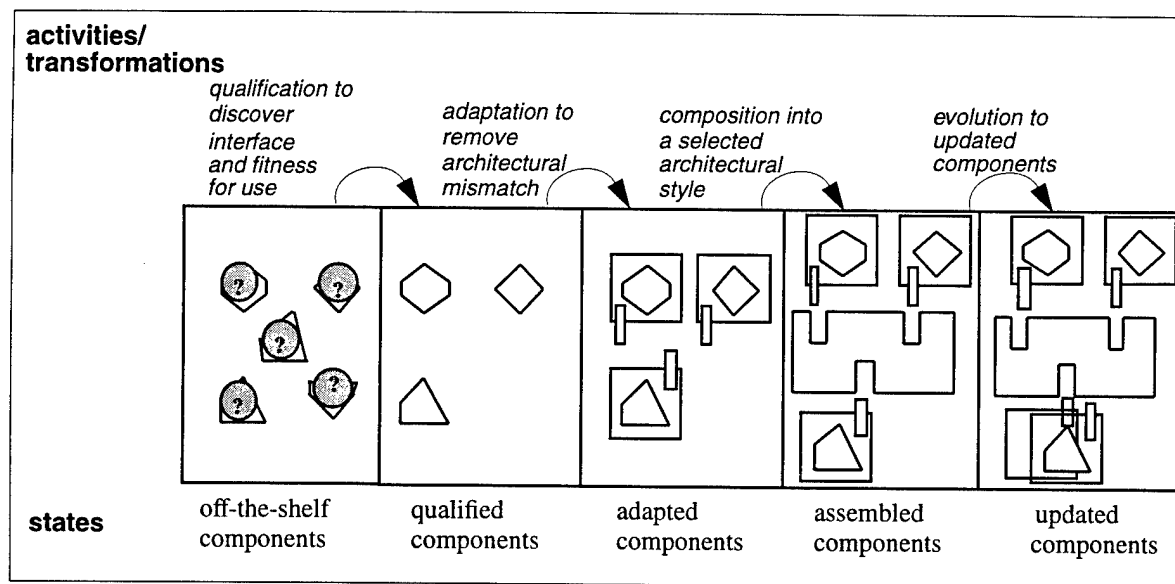 activities/
transformations
qualification to
discover
interface
and fitness
for use
adaptation to
remove
architectural
mismatch
composition into
a selected
architectural
style
evolution to
updated
components
?
?
?
?
?
states
off-the-shelf
components
qualified
components
adapted
components
assembled
components
updated
components